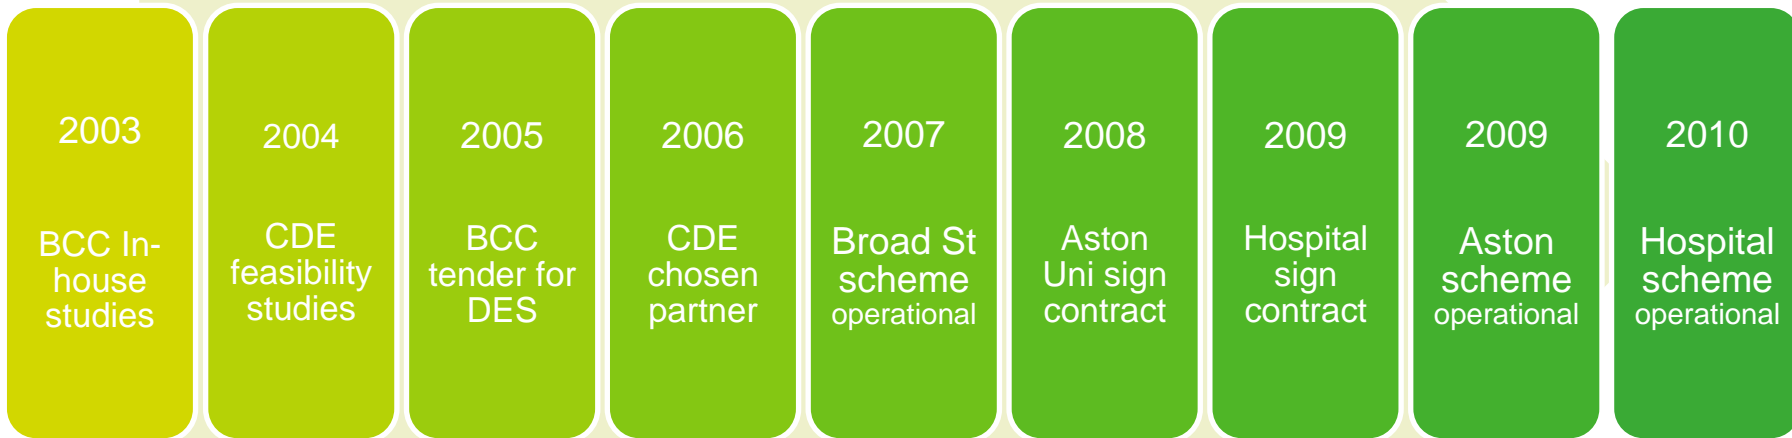 2003
BCC In-
house
studies
2004
CDE
feasibility
studies
2005
BCC
tender for
DES
2006
CDE
chosen
partner
2007
Broad St
scheme
operational
2008
Aston
Uni sign
contract
2009
Hospital
sign
contract
2009
Aston
scheme
operational
2010
Hospital
scheme
operational